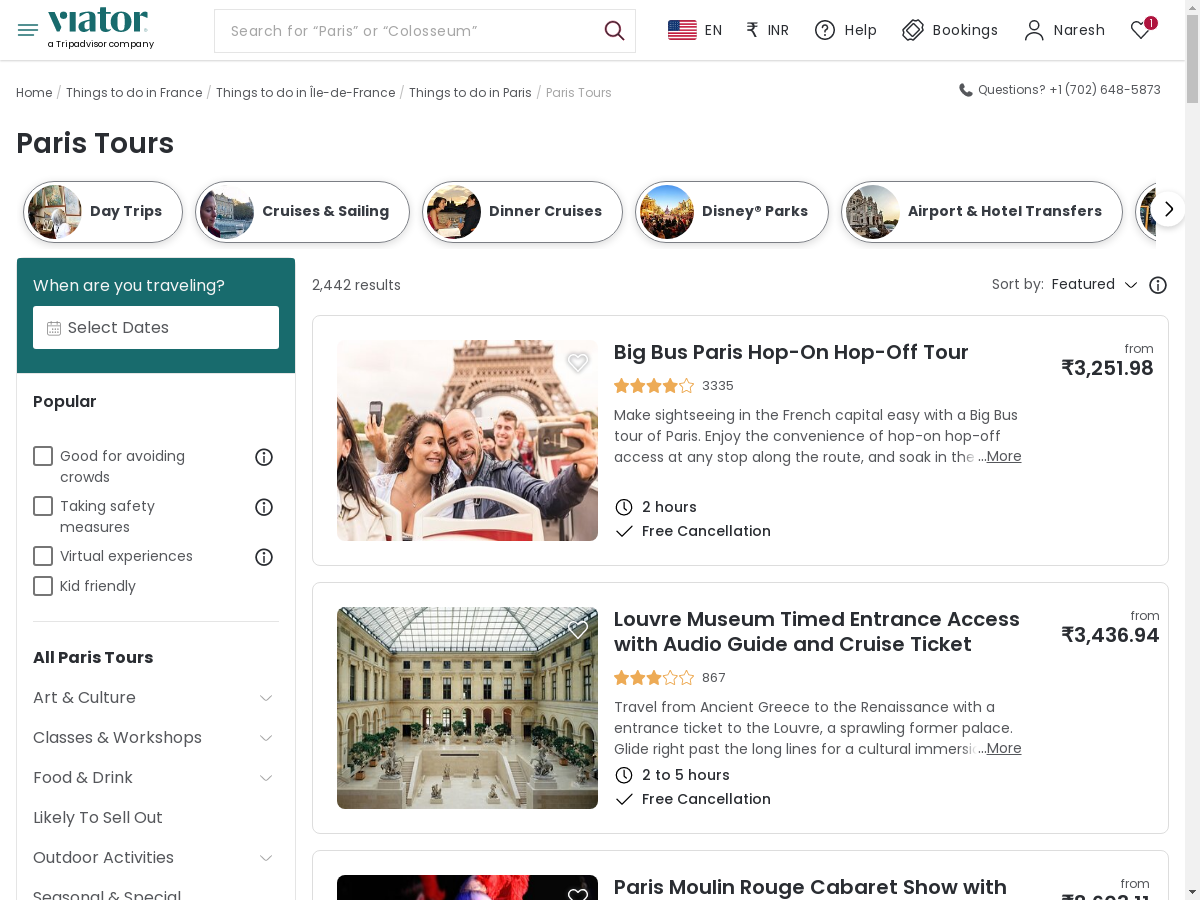 viator
a Tripadvisor company
Search for “Paris” or “Colosseum”
EN
₹ INR
Help
Bookings
Naresh
1
Home / Things to do in France / Things to do in Île-de-France / Things to do in Paris / Paris Tours
Questions? +1 (702) 648-5873
Paris Tours
Day Trips
Cruises & Sailing
Dinner Cruises
Disney® Parks
Airport & Hotel Transfers
When are you traveling?
Select Dates
Popular
Good for avoiding
crowds
Taking safety
measures
Virtual experiences
Kid friendly
All Paris Tours
Art & Culture
Classes & Workshops
Food & Drink
Likely To Sell Out
Outdoor Activities
Seasonal & Special
2,442 results
Sort by: Featured
Big Bus Paris Hop-On Hop-Off Tour
from
₹3,251.98
3335
Make sightseeing in the French capital easy with a Big Bus
tour of Paris. Enjoy the convenience of hop-on hop-off
access at any stop along the route, and soak in the ...More
2 hours
Free Cancellation
Louvre Museum Timed Entrance Access
with Audio Guide and Cruise Ticket
from
₹3,436.94
867
Travel from Ancient Greece to the Renaissance with a
entrance ticket to the Louvre, a sprawling former palace.
Glide right past the long lines for a cultural immersi...More
2 to 5 hours
Free Cancellation
Paris Moulin Rouge Cabaret Show with
from